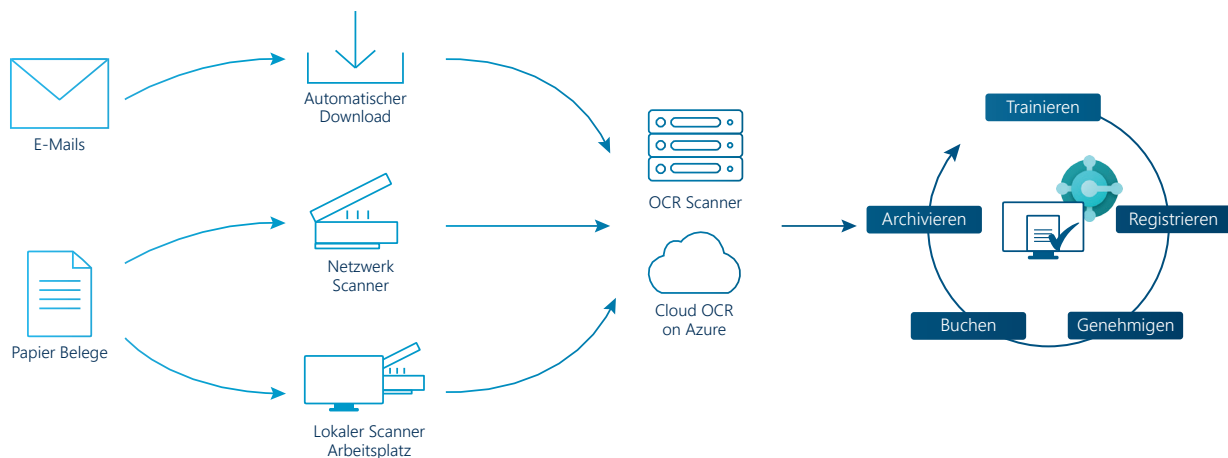 E-Mails
Papier Belege
Automatischer
Download
Netzwerk
Scanner
Lokaler Scanner
Arbeitsplatz
OCR Scanner
Cloud OCR
on Azure
Trainieren
Registrieren
Genehmigen
Buchen
Archivieren